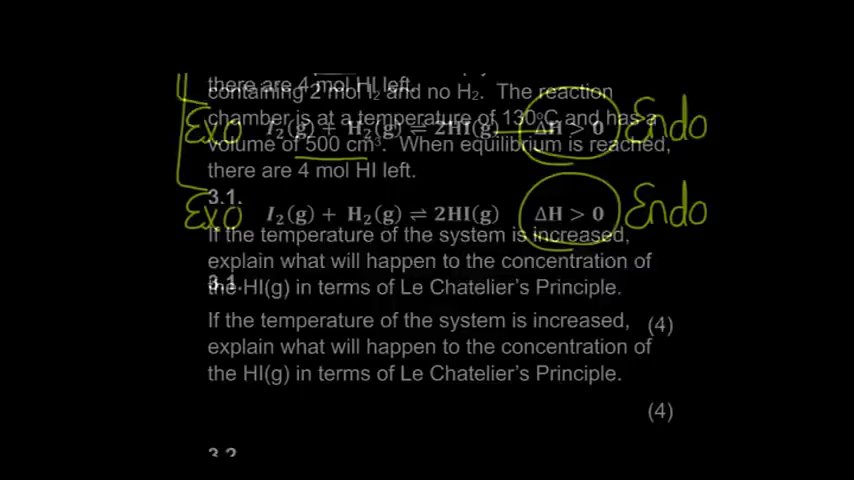 there are 4 mol HI left.
containing 2 mol I₂ and no H₂. The reaction
chamber is at a temperature of 130°C and has a
Exo I₂(g) + H₂(g) ⇌ 2HI(g) ΔH > 0 Endo
volume of 500 cm³. When equilibrium is reached,
there are 4 mol HI left.
3.1.
Exo I₂(g) + H₂(g) ⇌ 2HI(g) ΔH > 0 Endo
If the temperature of the system is increased,
explain what will happen to the concentration of
3.1.
the HI(g) in terms of Le Chatelier's Principle.
If the temperature of the system is increased, (4)
explain what will happen to the concentration of
the HI(g) in terms of Le Chatelier's Principle.
(4)
3.2